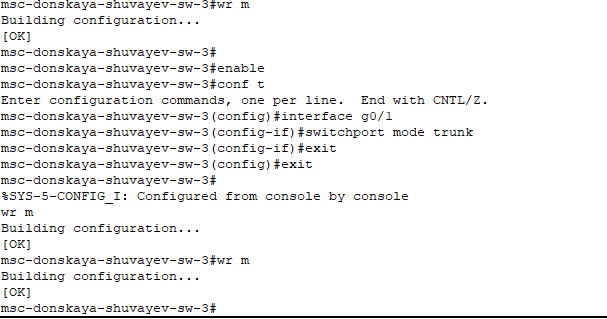 msc-donskaya-shuvayev-sw-3#wr m
Building configuration...
[OK]
msc-donskaya-shuvayev-sw-3#
msc-donskaya-shuvayev-sw-3#enable
msc-donskaya-shuvayev-sw-3#conf t
Enter configuration commands, one per line.  End with CNTL/Z.
msc-donskaya-shuvayev-sw-3(config)#interface g0/1
msc-donskaya-shuvayev-sw-3(config-if)#switchport mode trunk
msc-donskaya-shuvayev-sw-3(config-if)#exit
msc-donskaya-shuvayev-sw-3(config)#exit
msc-donskaya-shuvayev-sw-3#
%SYS-5-CONFIG_I: Configured from console by console
wr m
Building configuration...
[OK]
msc-donskaya-shuvayev-sw-3#wr m
Building configuration...
[OK]
msc-donskaya-shuvayev-sw-3#